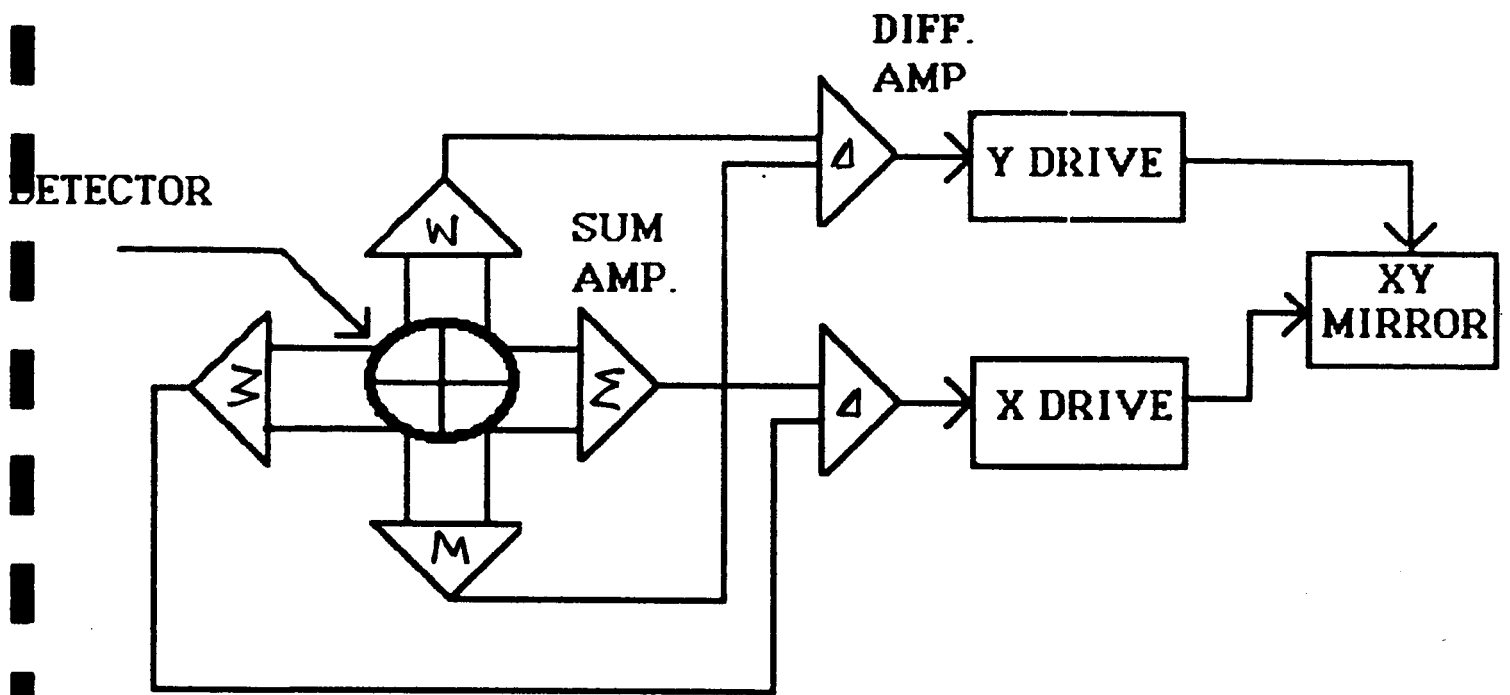 DIFF.
AMP
Δ
Y DRIVE
DETECTOR
Σ
SUM
AMP.
XY
MIRROR
Σ
Σ
Δ
X DRIVE
Σ